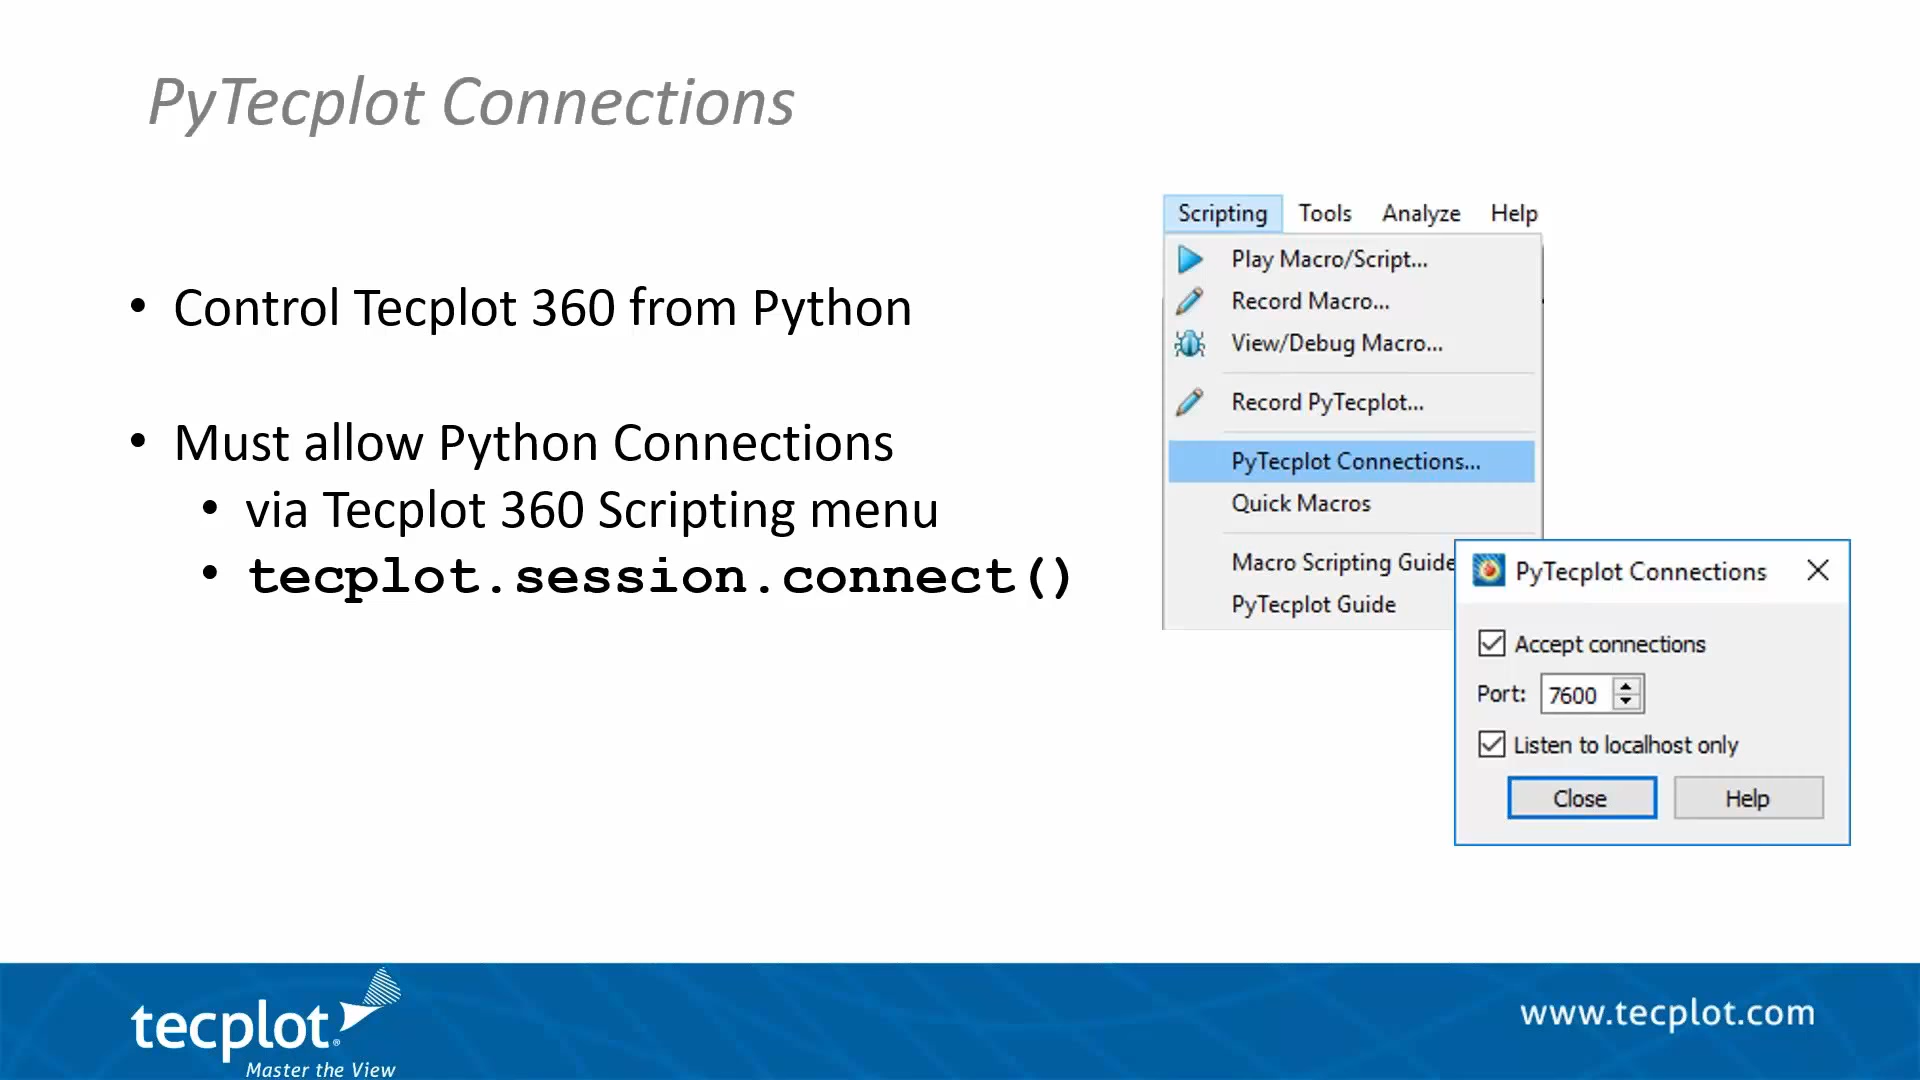 PyTecplot Connections
• Control Tecplot 360 from Python
• Must allow Python Connections
• via Tecplot 360 Scripting menu
• tecplot.session.connect()
Scripting Tools Analyze Help
Play Macro/Script...
Record Macro...
View/Debug Macro...
Record PyTecplot...
PyTecplot Connections...
Quick Macros
Macro Scripting Guide
PyTecplot Guide
PyTecplot Connections
Accept connections
Port: 7600
Listen to localhost only
Close Help
tecplot®
Master the View
www.tecplot.com